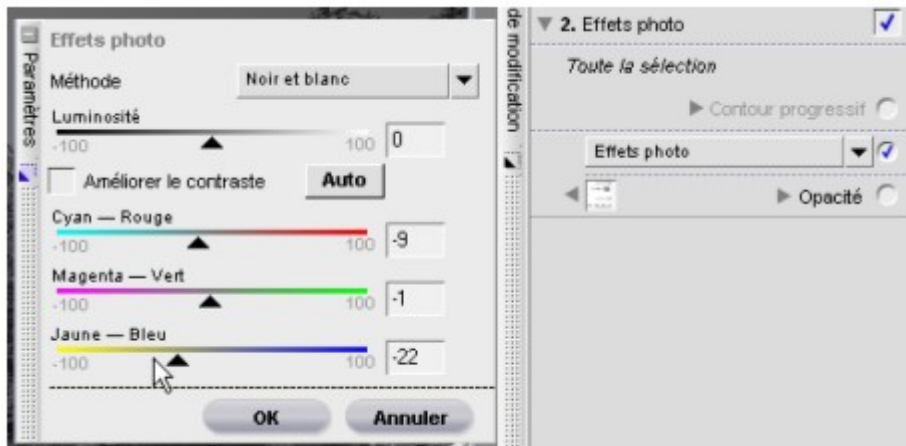 Paramètres
Effets photo
Méthode Noir et blanc
Luminosité
-100 100 0
Améliorer le contraste Auto
Cyan — Rouge
-100 100 -9
Magenta — Vert
-100 100 -1
Jaune — Bleu
-100 100 -22
OK Annuler
de modification
2. Effets photo
Toute la sélection
Contour progressif
Effets photo
Opacité